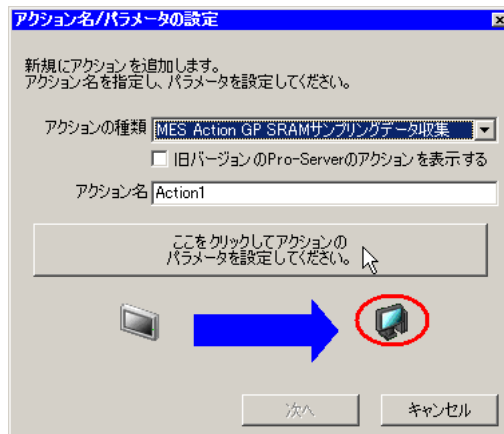 アクション名/パラメータの設定
新規にアクションを追加します。
アクション名を指定し、パラメータを設定してください。
アクションの種類 MES Action GP SRAMサンプリングデータ収集
旧バージョンのPro-Serverのアクションを表示する
アクション名 Action1
ここをクリックしてアクションの
パラメータを設定してください。
次へ キャンセル